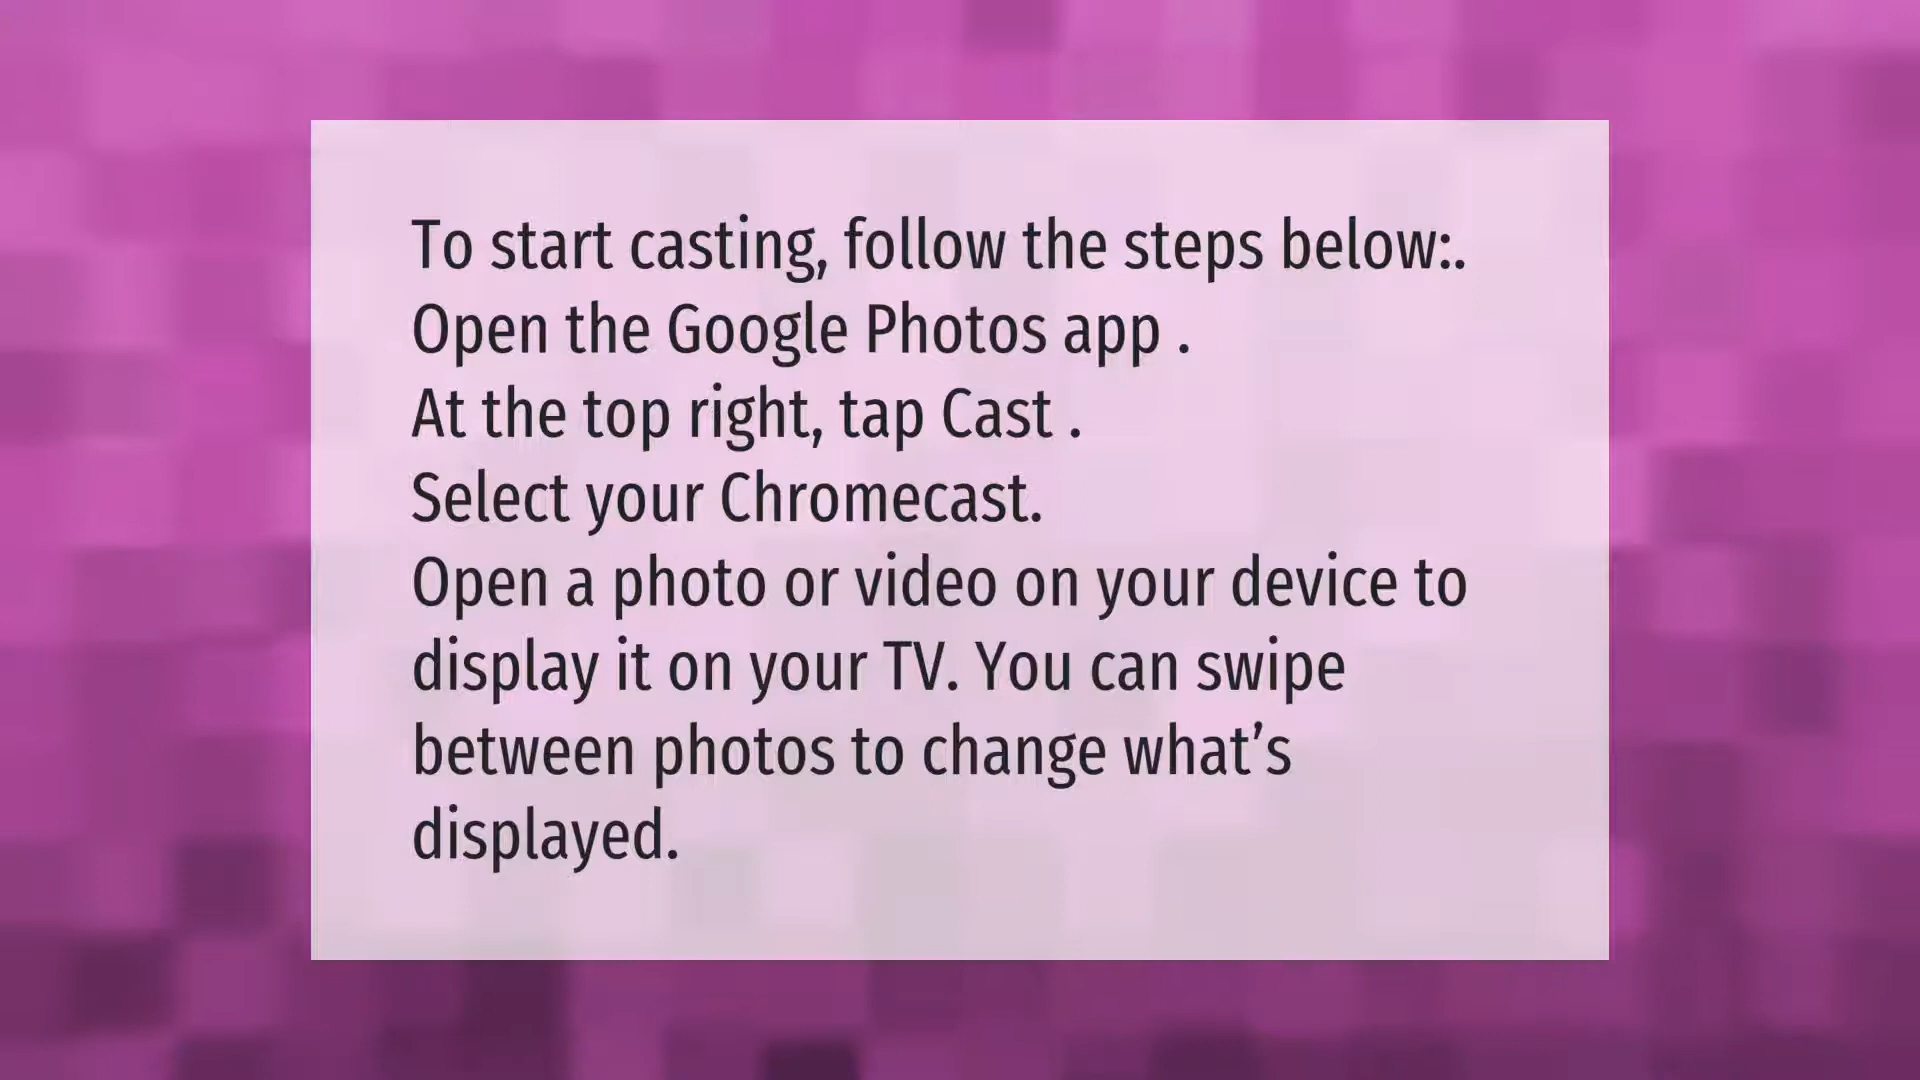 To start casting, follow the steps below:.
Open the Google Photos app .
At the top right, tap Cast .
Select your Chromecast.
Open a photo or video on your device to
display it on your TV. You can swipe
between photos to change what’s
displayed.